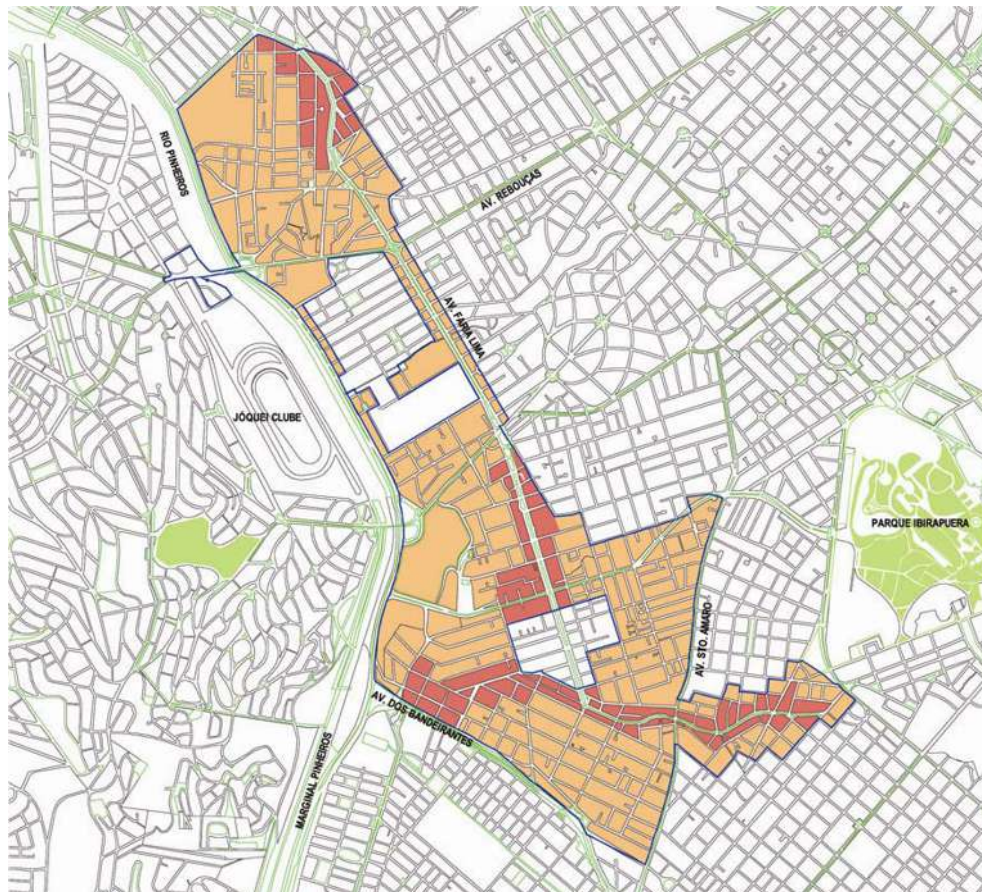 RIO PINHEIROS
AV. REBOUÇAS
AV. FARIA LIMA
JÓQUEI CLUBE
PARQUE IBIRAPUERA
AV. STO. AMARO
AV. DOS BANDEIRANTES
MARGINAL PINHEIROS